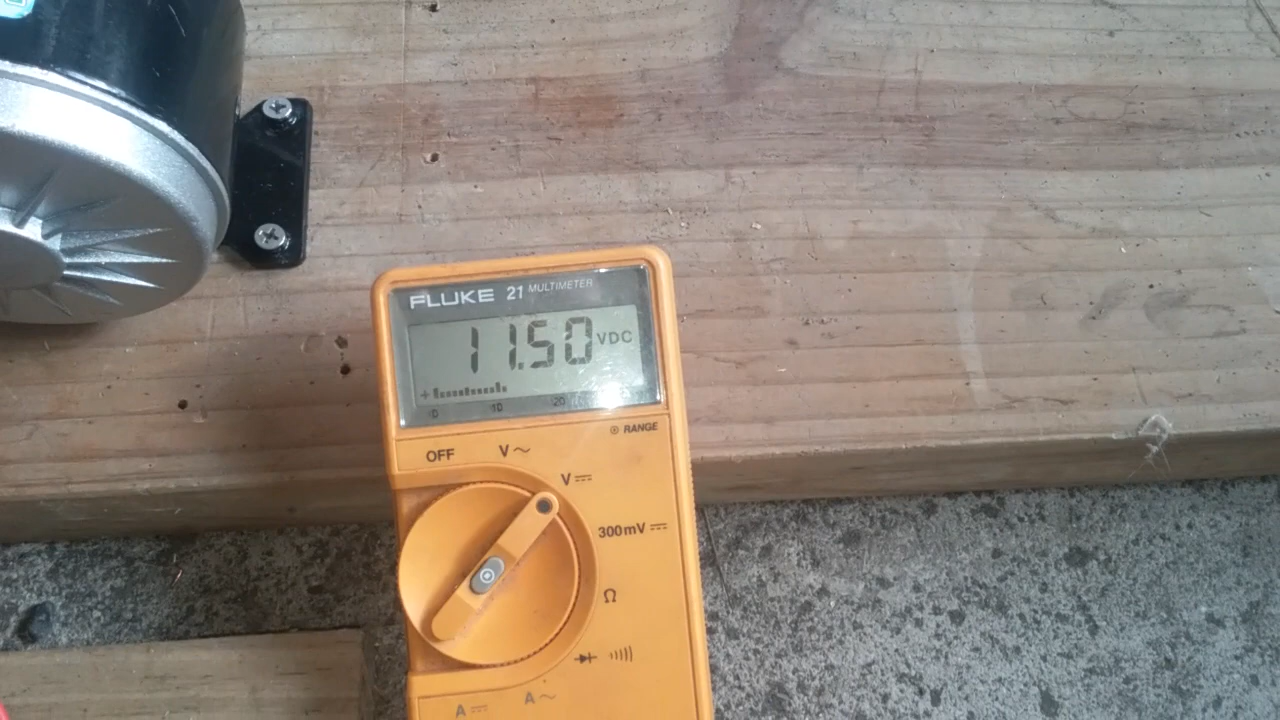 FLUKE 21 MULTIMETER
11.50 VDC
+
0 10 20
RANGE
OFF V~
V⎓
300mV⎓
Ω
A~
A⎓